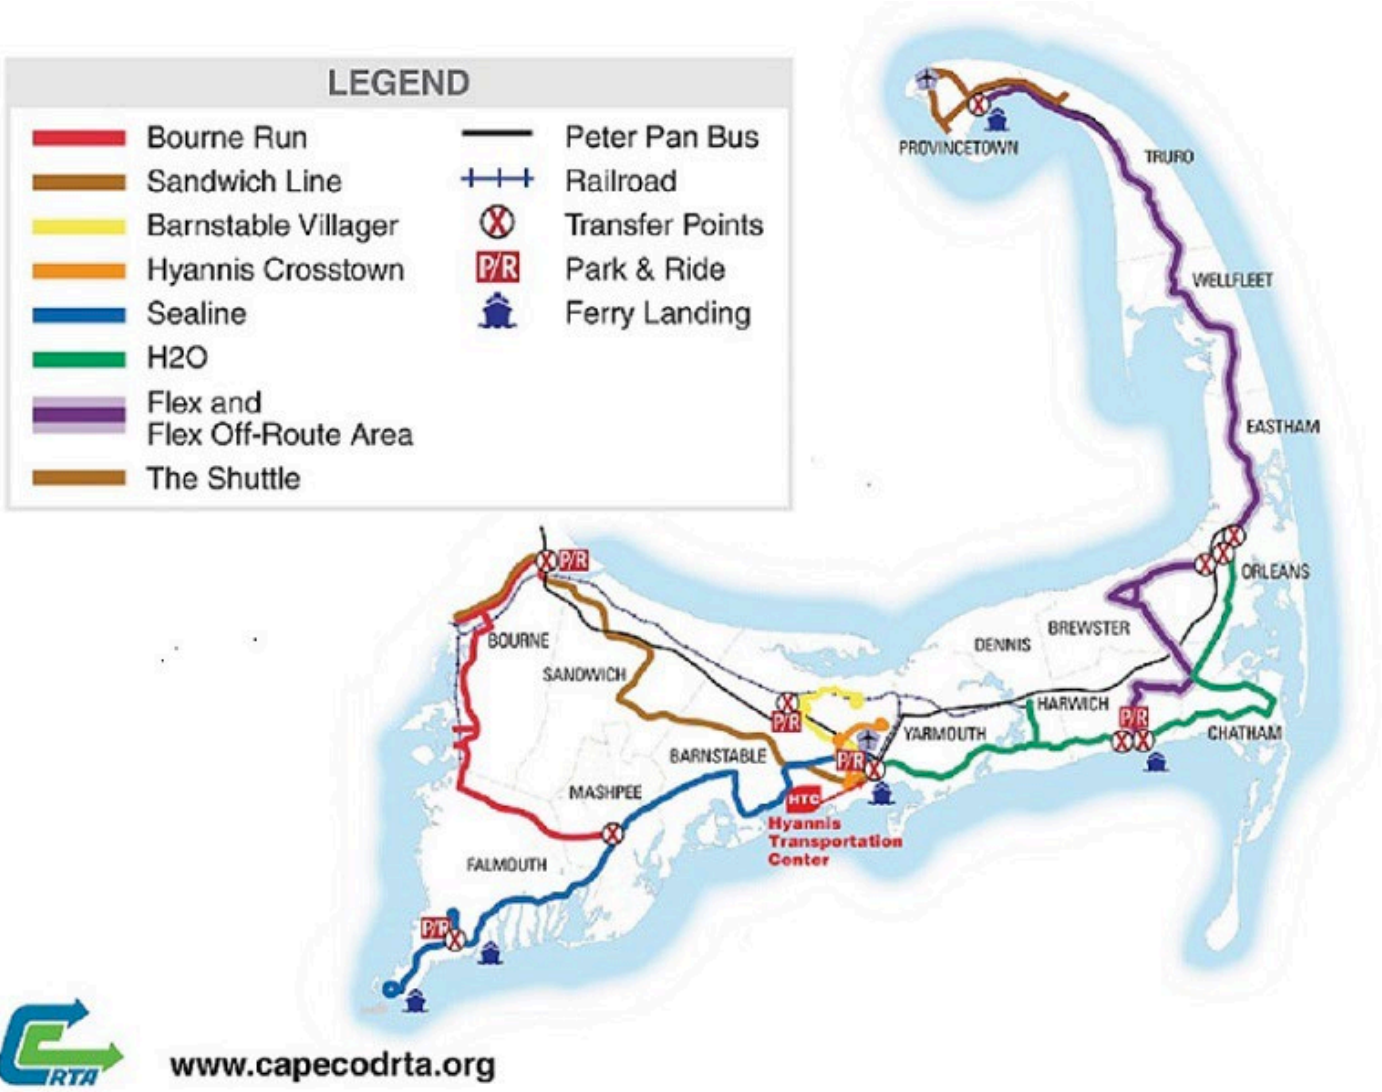 LEGEND
Bourne Run
Sandwich Line
Barnstable Villager
Hyannis Crosstown
Sealine
H2O
Flex and
Flex Off-Route Area
The Shuttle
Peter Pan Bus
Railroad
X Transfer Points
P/R Park & Ride
Ferry Landing
X
PROVINCETOWN
TRURO
WELLFLEET
EASTHAM
X
X
X
ORLEANS
X P/R
BOURNE
SANDWICH
DENNIS
BREWSTER
HARWICH
CHATHAM
YARMOUTH
X
P/R
P/R
X X
P/R
X
BARNSTABLE
HTC
Hyannis
Transportation
Center
MASHPEE
X
FALMOUTH
P/R
X
RTA
www.capecodrta.org